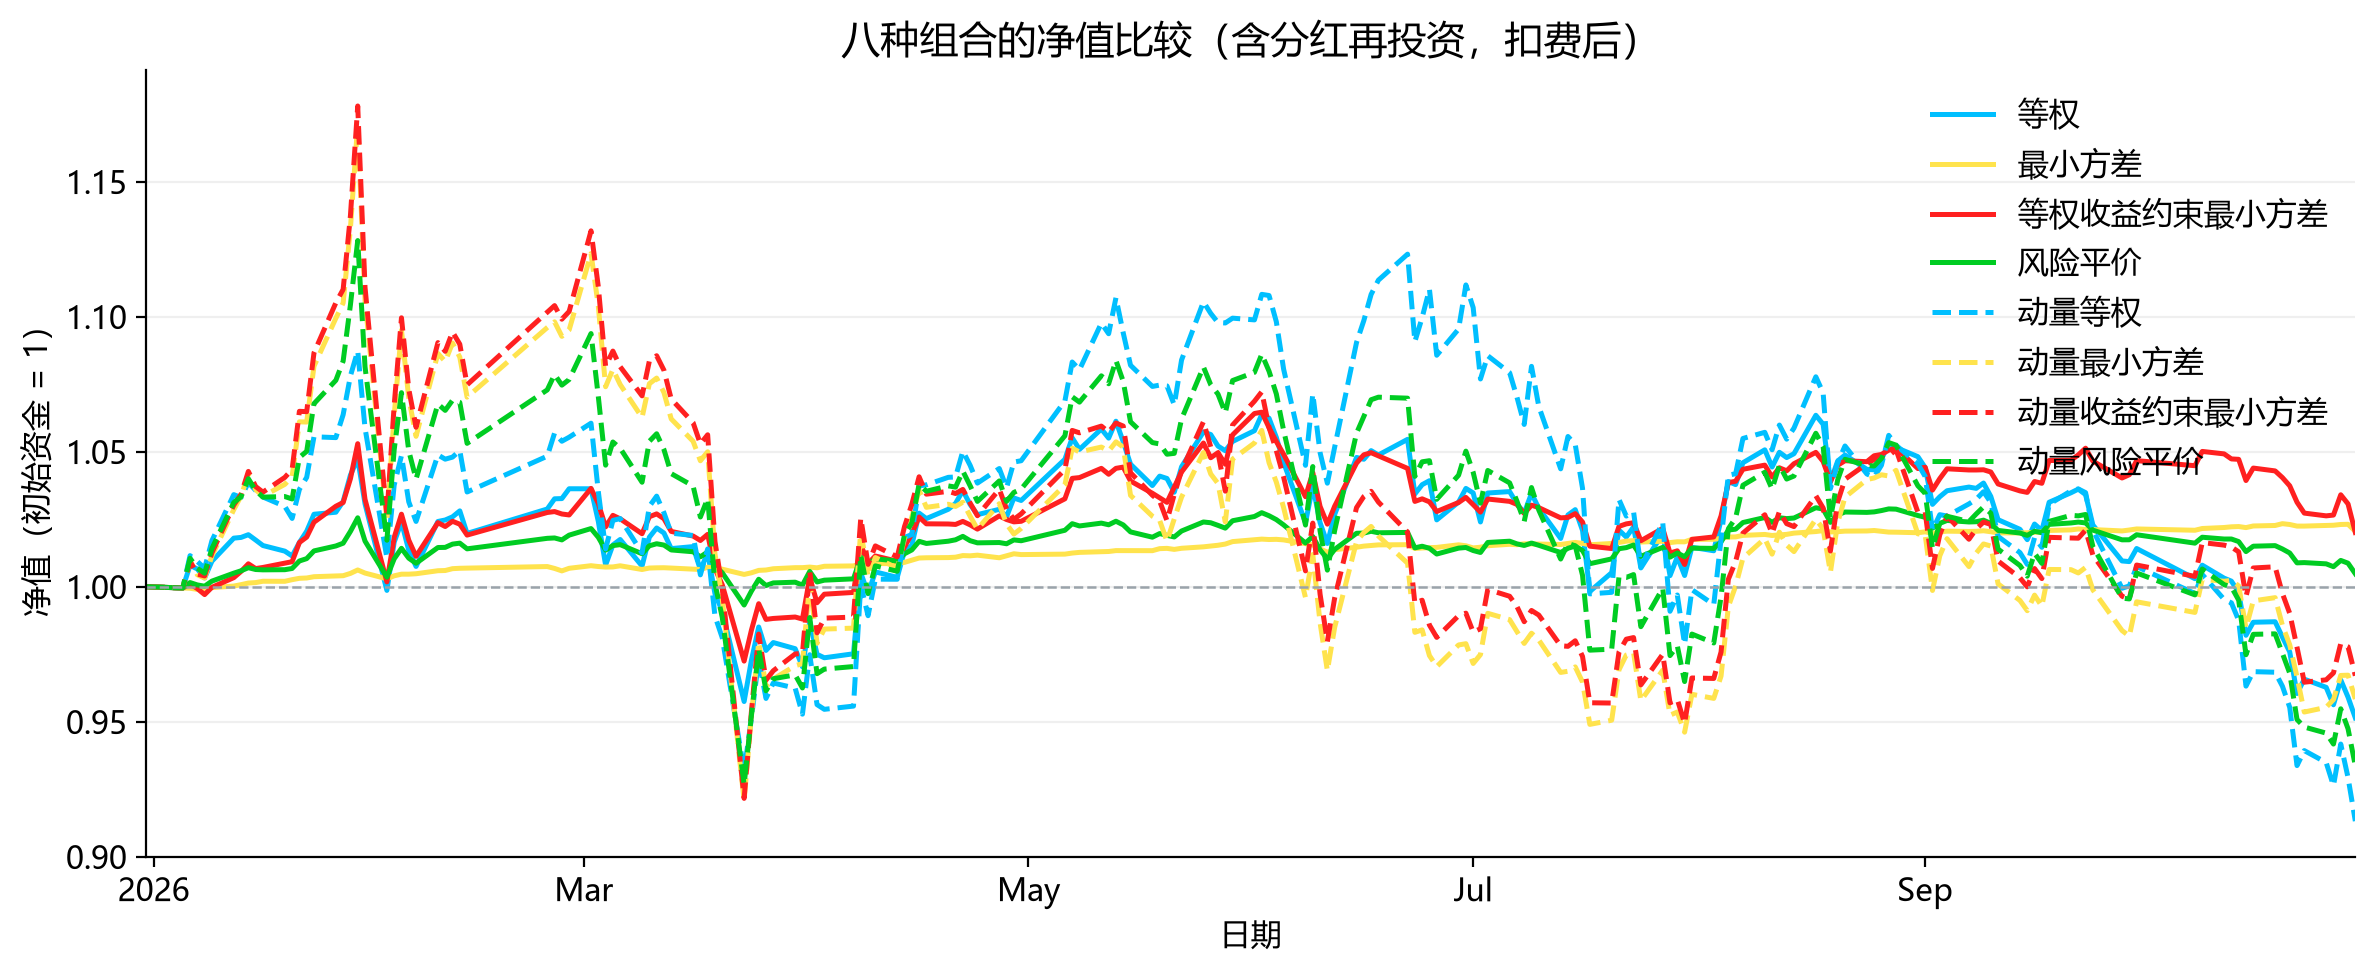 八种组合的净值比较（含分红再投资，扣费后）
净值（初始资金 = 1）
1.15
1.10
1.05
1.00
0.95
0.90
等权
最小方差
等权收益约束最小方差
风险平价
动量等权
动量最小方差
动量收益约束最小方差
动量风险平价
2026
Mar
May
Jul
Sep
日期